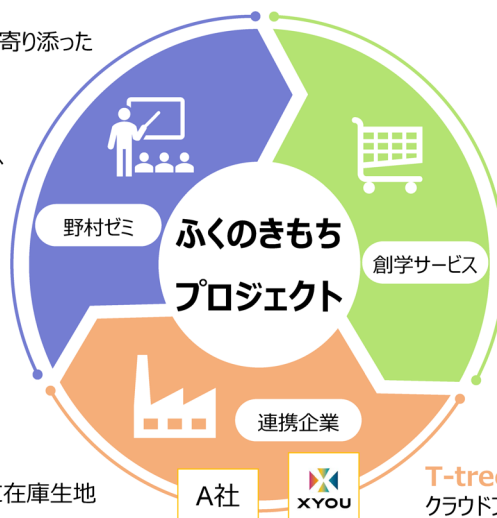 寄り添った
野村ゼミ
ふくのきもち
プロジェクト
創学サービス
連携企業
在庫生地
A社
XYOU
T-tree
クラウドフ